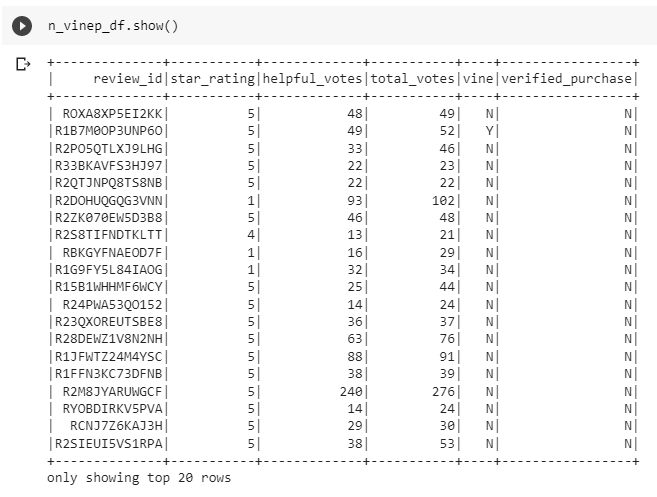 n_vinep_df.show()
+--------------+-----------+-------------+-----------+----+-----------------+
|     review_id|star_rating|helpful_votes|total_votes|vine|verified_purchase|
+--------------+-----------+-------------+-----------+----+-----------------+
| ROXA8XP5EI2KK|          5|           48|         49|   N|                N|
|R1B7M0OP3UNP6O|          5|           49|         52|   Y|                N|
|R2PO5QTLXJ9LHG|          5|           33|         46|   N|                N|
|R33BKAVFS3HJ97|          5|           22|         23|   N|                N|
|R2QTJNPQ8TS8NB|          5|           22|         22|   N|                N|
|R2DOHUQGQG3VNN|          1|           93|        102|   N|                N|
|R2ZK070EW5D3B8|          5|           46|         48|   N|                N|
|R2S8TIFNDTKLTT|          4|           13|         21|   N|                N|
| RBKGYFNAEOD7F|          1|           16|         29|   N|                N|
|R1G9FY5L84IAOG|          1|           32|         34|   N|                N|
|R15B1WHHMF6WCY|          5|           25|         44|   N|                N|
| R24PWA53QO152|          5|           14|         24|   N|                N|
|R23QXOREUTSBE8|          5|           36|         37|   N|                N|
|R28DEWZ1V8N2NH|          5|           63|         76|   N|                N|
|R1JFWTZ24M4YSC|          5|           88|         91|   N|                N|
|R1FFN3KC73DFNB|          5|           38|         39|   N|                N|
| R2M8JYARUWGCF|          5|          240|        276|   N|                N|
| RYOBDIRKV5PVA|          5|           14|         24|   N|                N|
|  RCNJ7Z6KAJ3H|          5|           29|         30|   N|                N|
|R2SIEUI5VS1RPA|          5|           38|         53|   N|                N|
+--------------+-----------+-------------+-----------+----+-----------------+
only showing top 20 rows